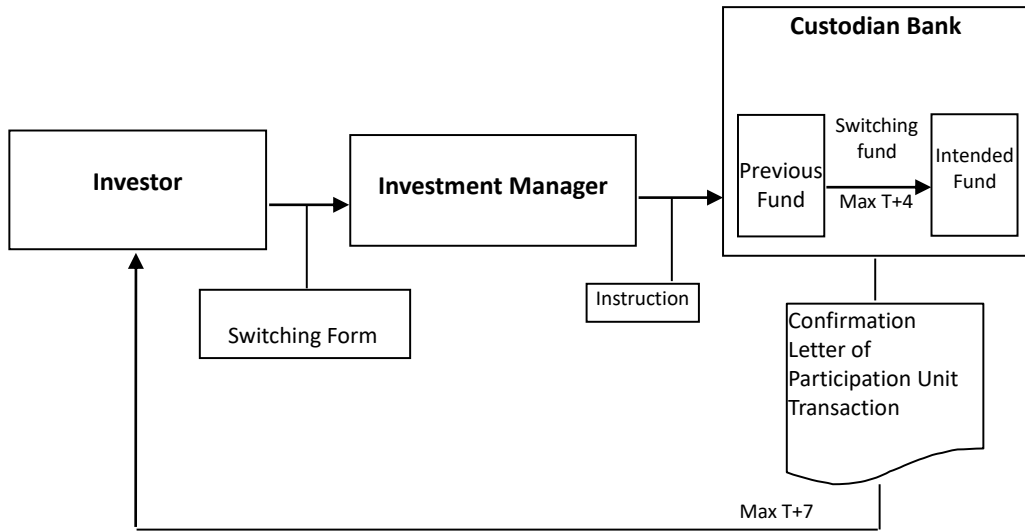 Custodian Bank
Investor
Investment Manager
Previous
Fund
Switching
fund
Max T+4
Intended
Fund
Switching Form
Instruction
Confirmation
Letter of
Participation Unit
Transaction
Max T+7